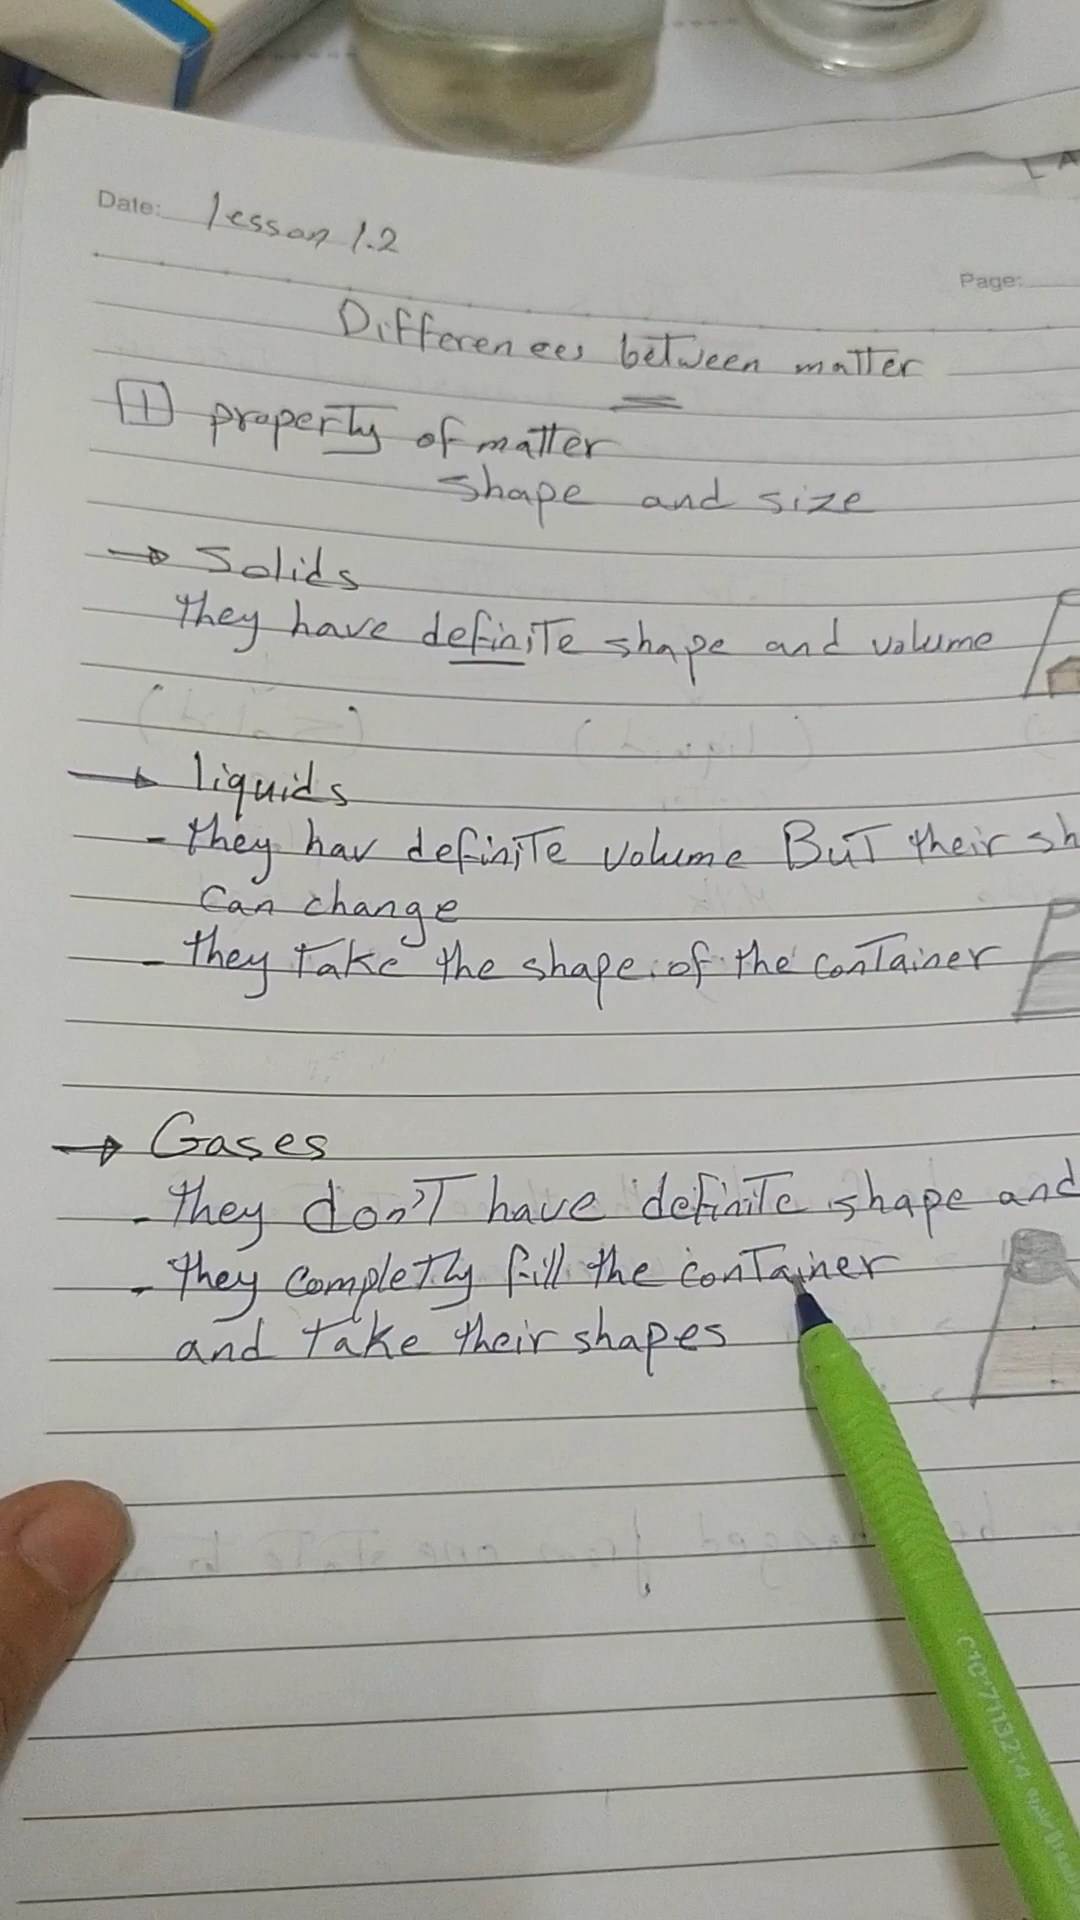 LA
Date: lesson 1.2
Page:
Differences between matter
1 property of matter
shape and size
→ Solids
they have definite shape and volume
→ liquids
- they hav definite volume BuT their sh
can change
- they take the shape of the container
→ Gases
- they don't have definite shape and
- they completly fill the container
and take their shapes